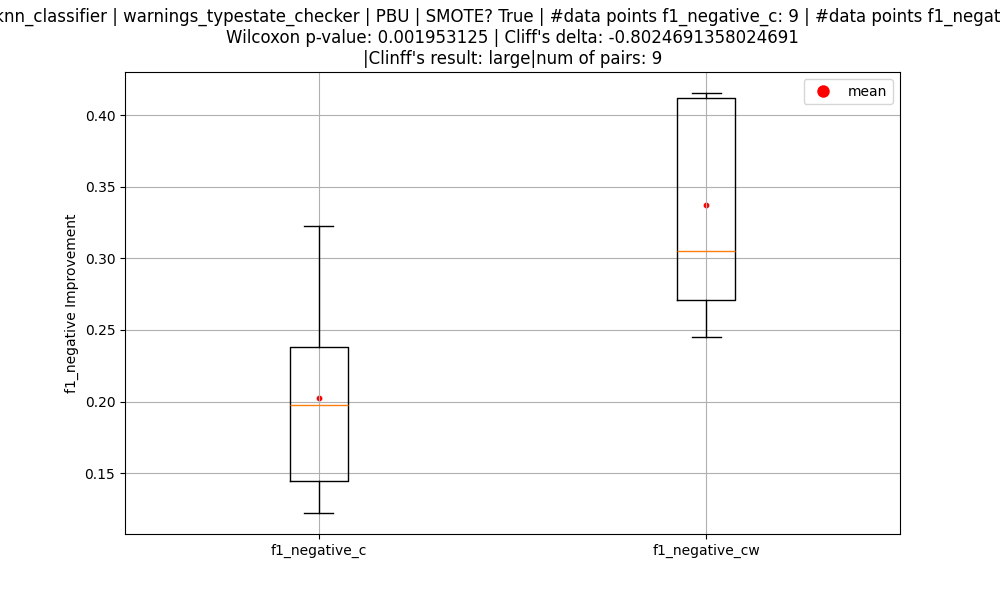 knn_classifier | warnings_typestate_checker | PBU | SMOTE? True | #data points f1_negative_c: 9 | #data points f1_negat
Wilcoxon p-value: 0.001953125 | Cliff's delta: -0.8024691358024691
|Clinff's result: large|num of pairs: 9
mean
0.40
0.35
0.30
0.25
0.20
0.15
f1_negative Improvement
f1_negative_c
f1_negative_cw